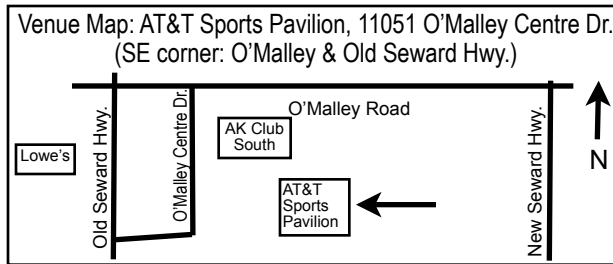 Venue Map: AT&T Sports Pavilion, 11051 O’Malley Centre Dr.
(SE corner: O’Malley & Old Seward Hwy.)
O’Malley Road
Lowe’s
Old Seward Hwy.
O’Malley Centre Dr.
AK Club
South
AT&T
Sports
Pavilion
New Seward Hwy.
N